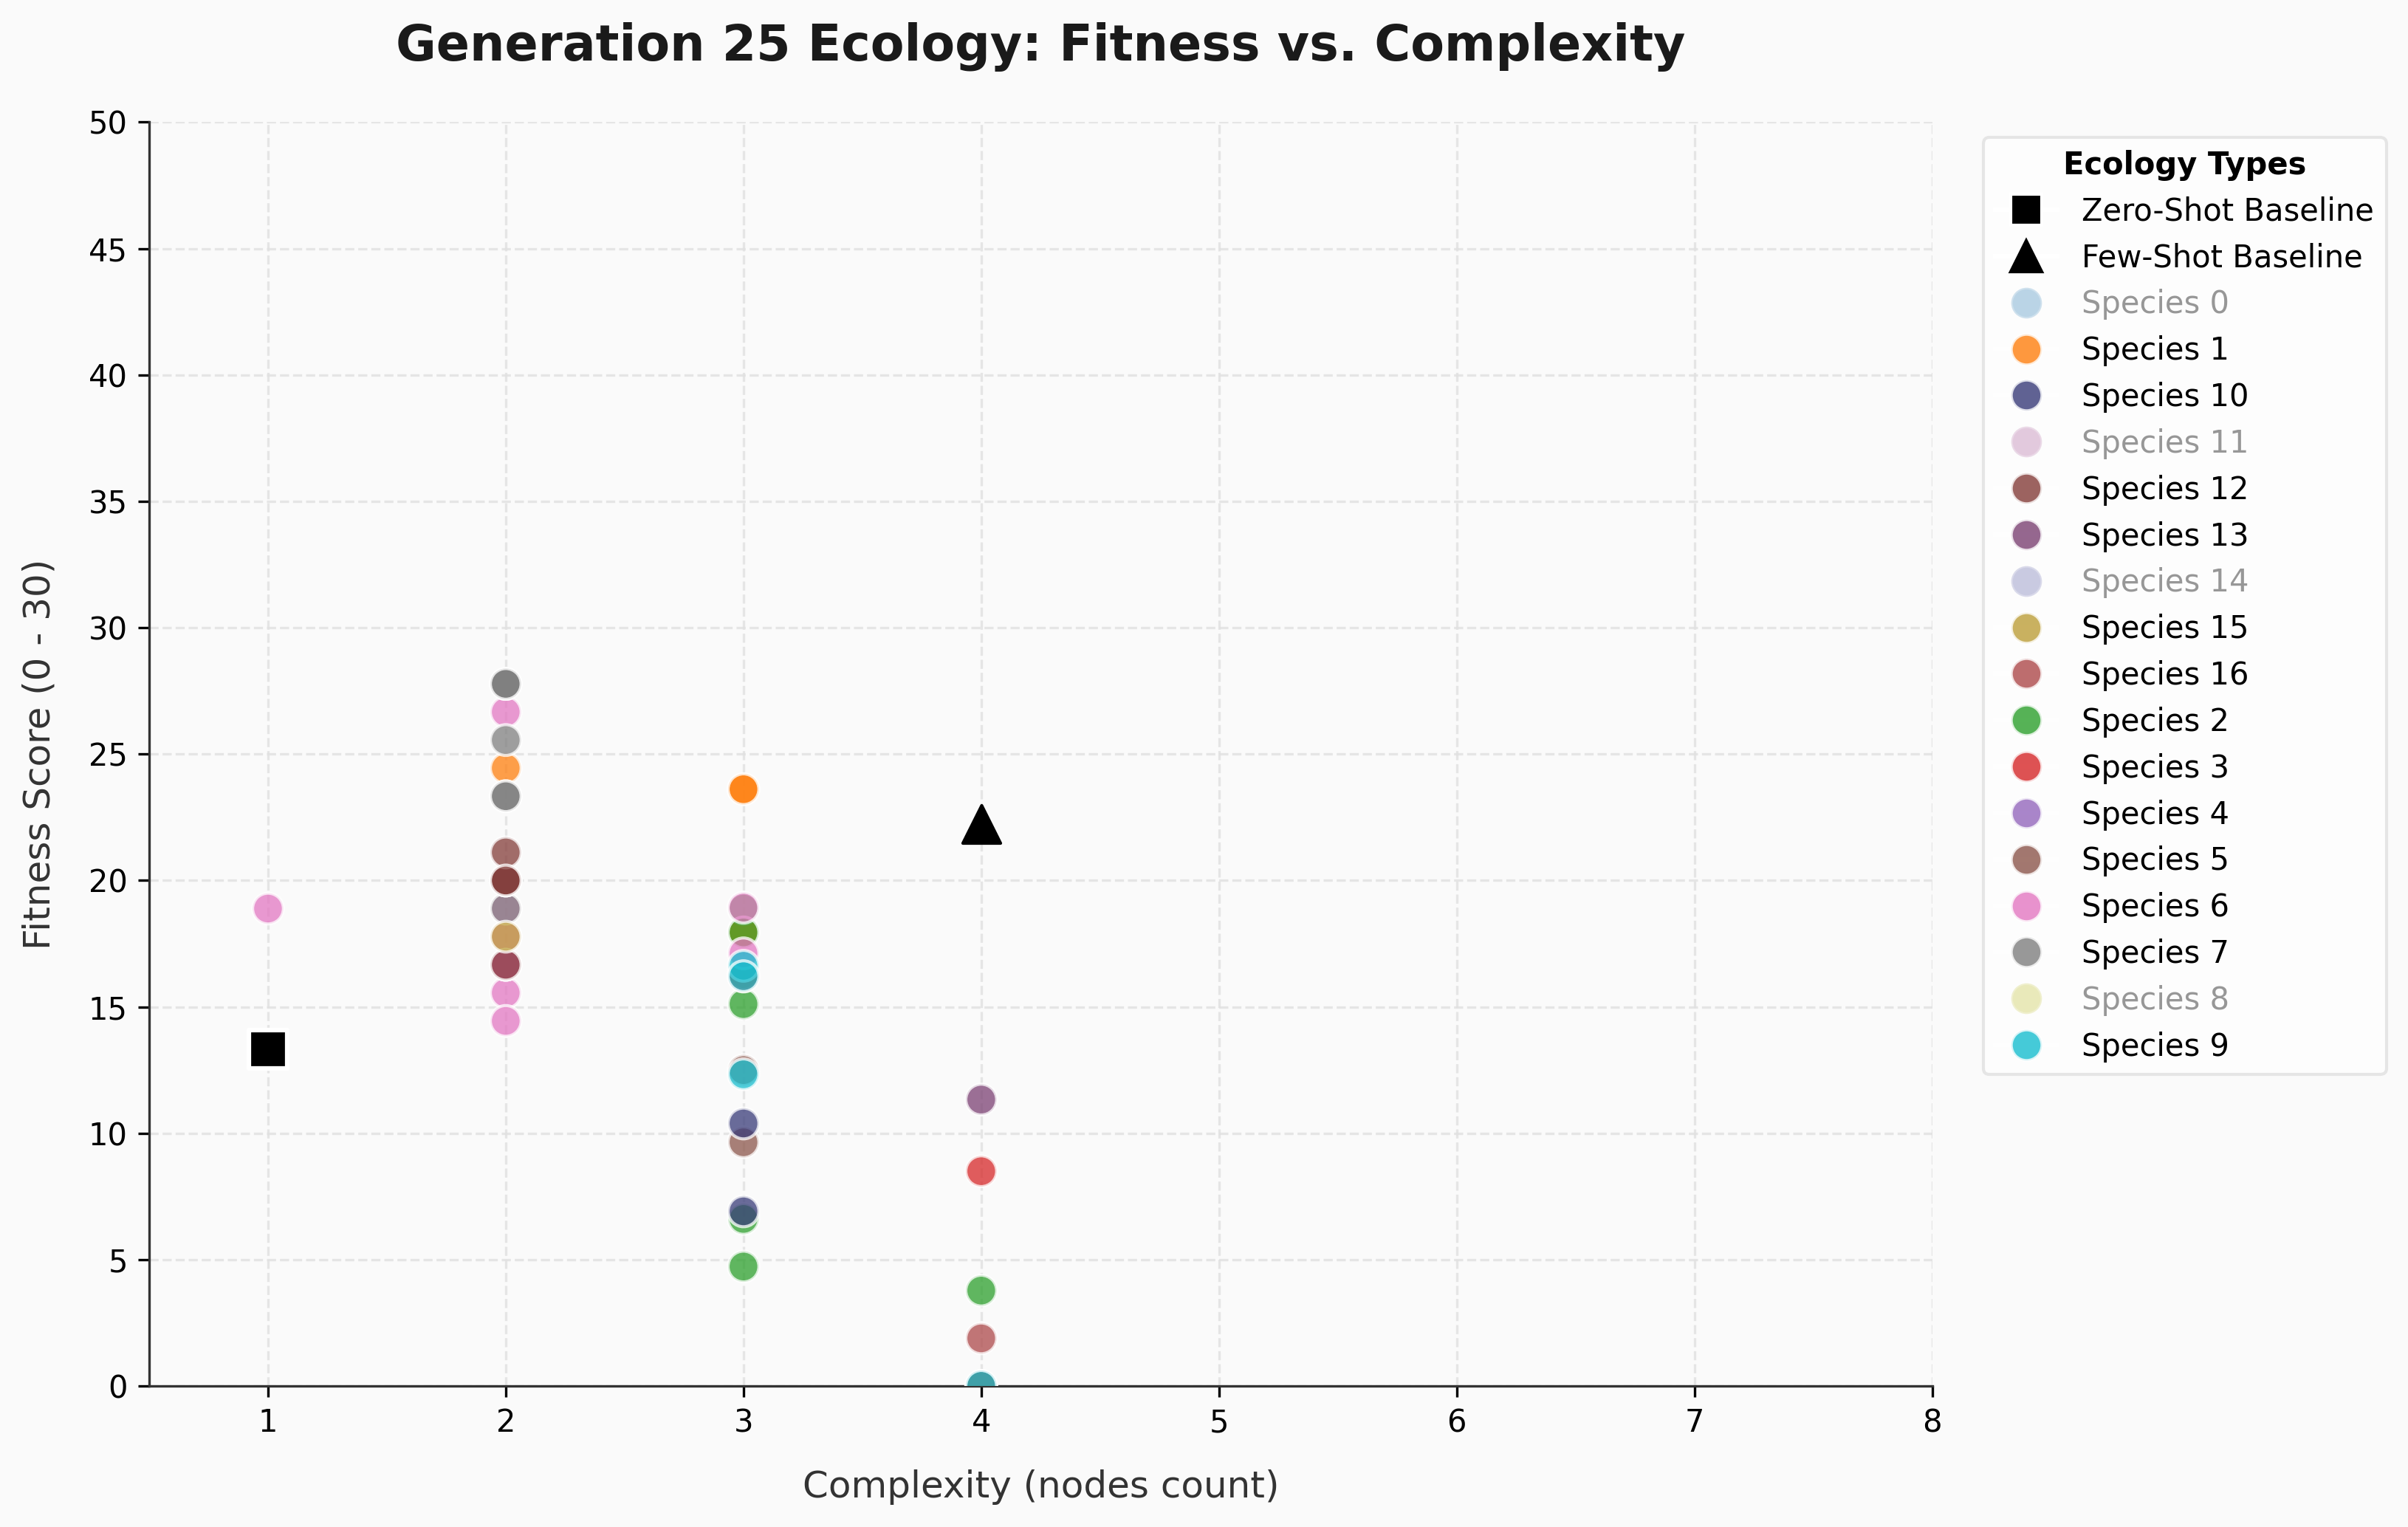 Generation 25 Ecology: Fitness vs. Complexity
50
45
40
35
30
25
20
15
10
5
0
Fitness Score (0 - 30)
1 2 3 4 5 6 7 8
Complexity (nodes count)
Ecology Types
Zero-Shot Baseline
Few-Shot Baseline
Species 0
Species 1
Species 10
Species 11
Species 12
Species 13
Species 14
Species 15
Species 16
Species 2
Species 3
Species 4
Species 5
Species 6
Species 7
Species 8
Species 9